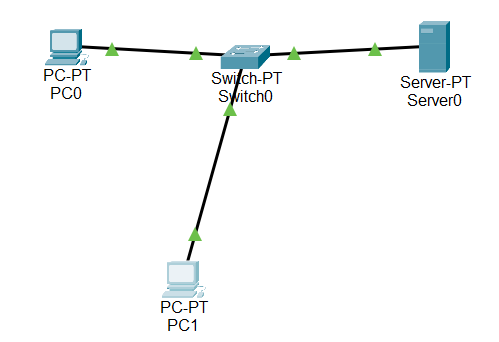 PC-PT
PC0
Switch-PT
Switch0
Server-PT
Server0
PC-PT
PC1